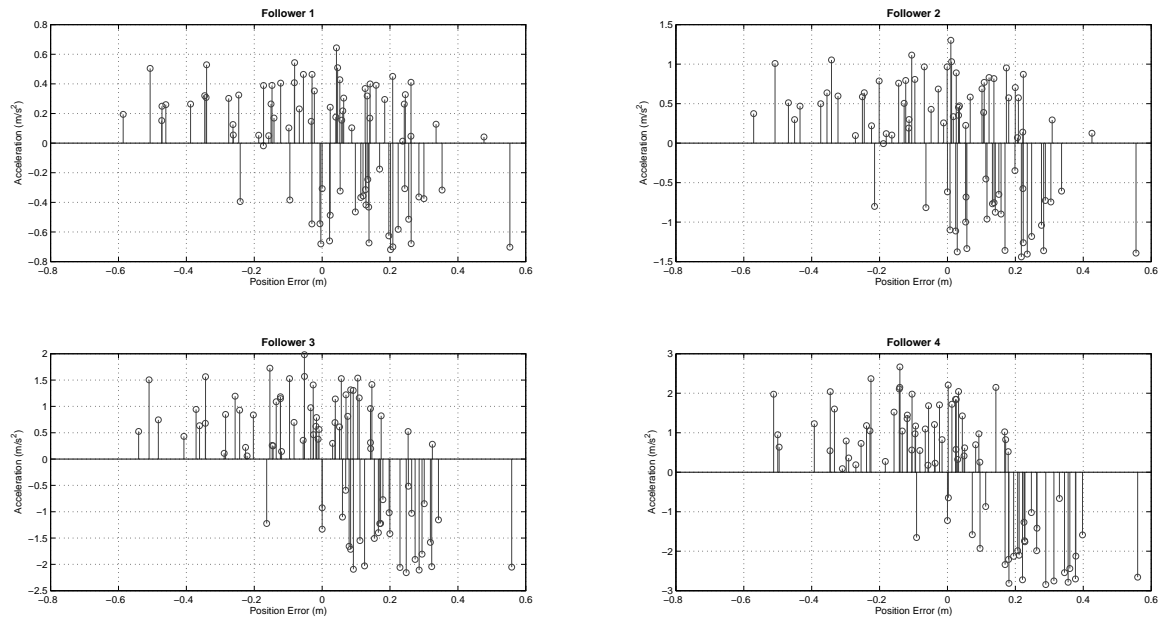 Follower 1
0.8
0.6
0.4
0.2
0
−0.2
−0.4
−0.6
−0.8
Acceleration (m/s²)
−0.8 −0.6 −0.4 −0.2 0 0.2 0.4 0.6
Position Error (m)
Follower 2
1.5
1
0.5
0
−0.5
−1
−1.5
Acceleration (m/s²)
−0.8 −0.6 −0.4 −0.2 0 0.2 0.4 0.6
Position Error (m)
Follower 3
2
1.5
1
0.5
0
−0.5
−1
−1.5
−2
−2.5
Acceleration (m/s²)
−0.8 −0.6 −0.4 −0.2 0 0.2 0.4 0.6
Position Error (m)
Follower 4
3
2
1
0
−1
−2
−3
Acceleration (m/s²)
−0.8 −0.6 −0.4 −0.2 0 0.2 0.4 0.6
Position Error (m)